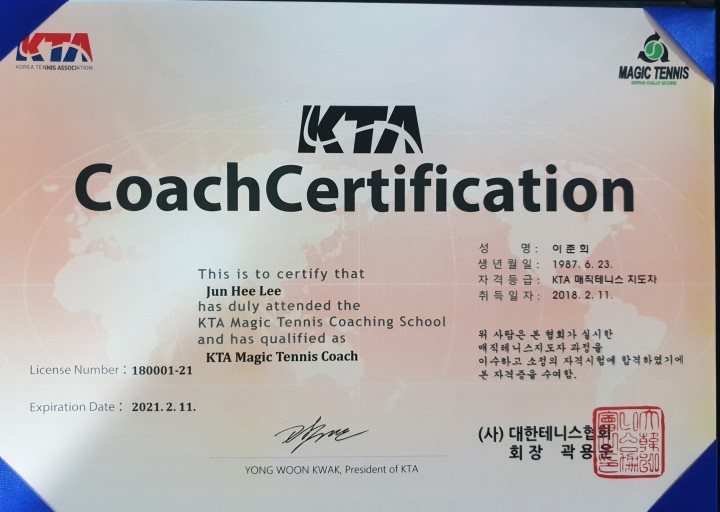 KTA
KOREA TENNIS ASSOCIATION
MAGIC TENNIS
KTA
CoachCertification
This is to certify that
Jun Hee Lee
has duly attended the
KTA Magic Tennis Coaching School
and has qualified as
KTA Magic Tennis Coach
License Number : 180001-21
Expiration Date : 2021. 2. 11.
성 명 : 이준희
생년월일 : 1987. 6. 23.
자격등급 : KTA 매직테니스 지도자
취득일자 : 2018. 2. 11.
위 사람은 본 협회가 실시한
매직테니스지도자 과정을
이수하고 소정의 자격시험에 합격하였기에
본 자격증을 수여함.
YONG WOON KWAK, President of KTA
(사) 대한테니스협회
회장 곽용운